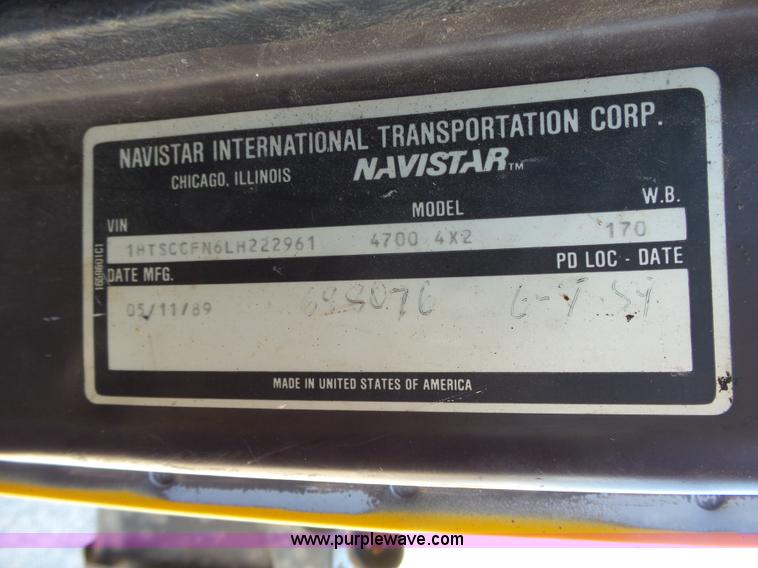 NAVISTAR INTERNATIONAL TRANSPORTATION CORP.
CHICAGO, ILLINOIS NAVISTAR™
VIN MODEL W.B.
1HTSCCFN6LH222961 4700 4X2 170
DATE MFG. PD LOC - DATE
05/11/89
MADE IN UNITED STATES OF AMERICA
www.purplewave.com